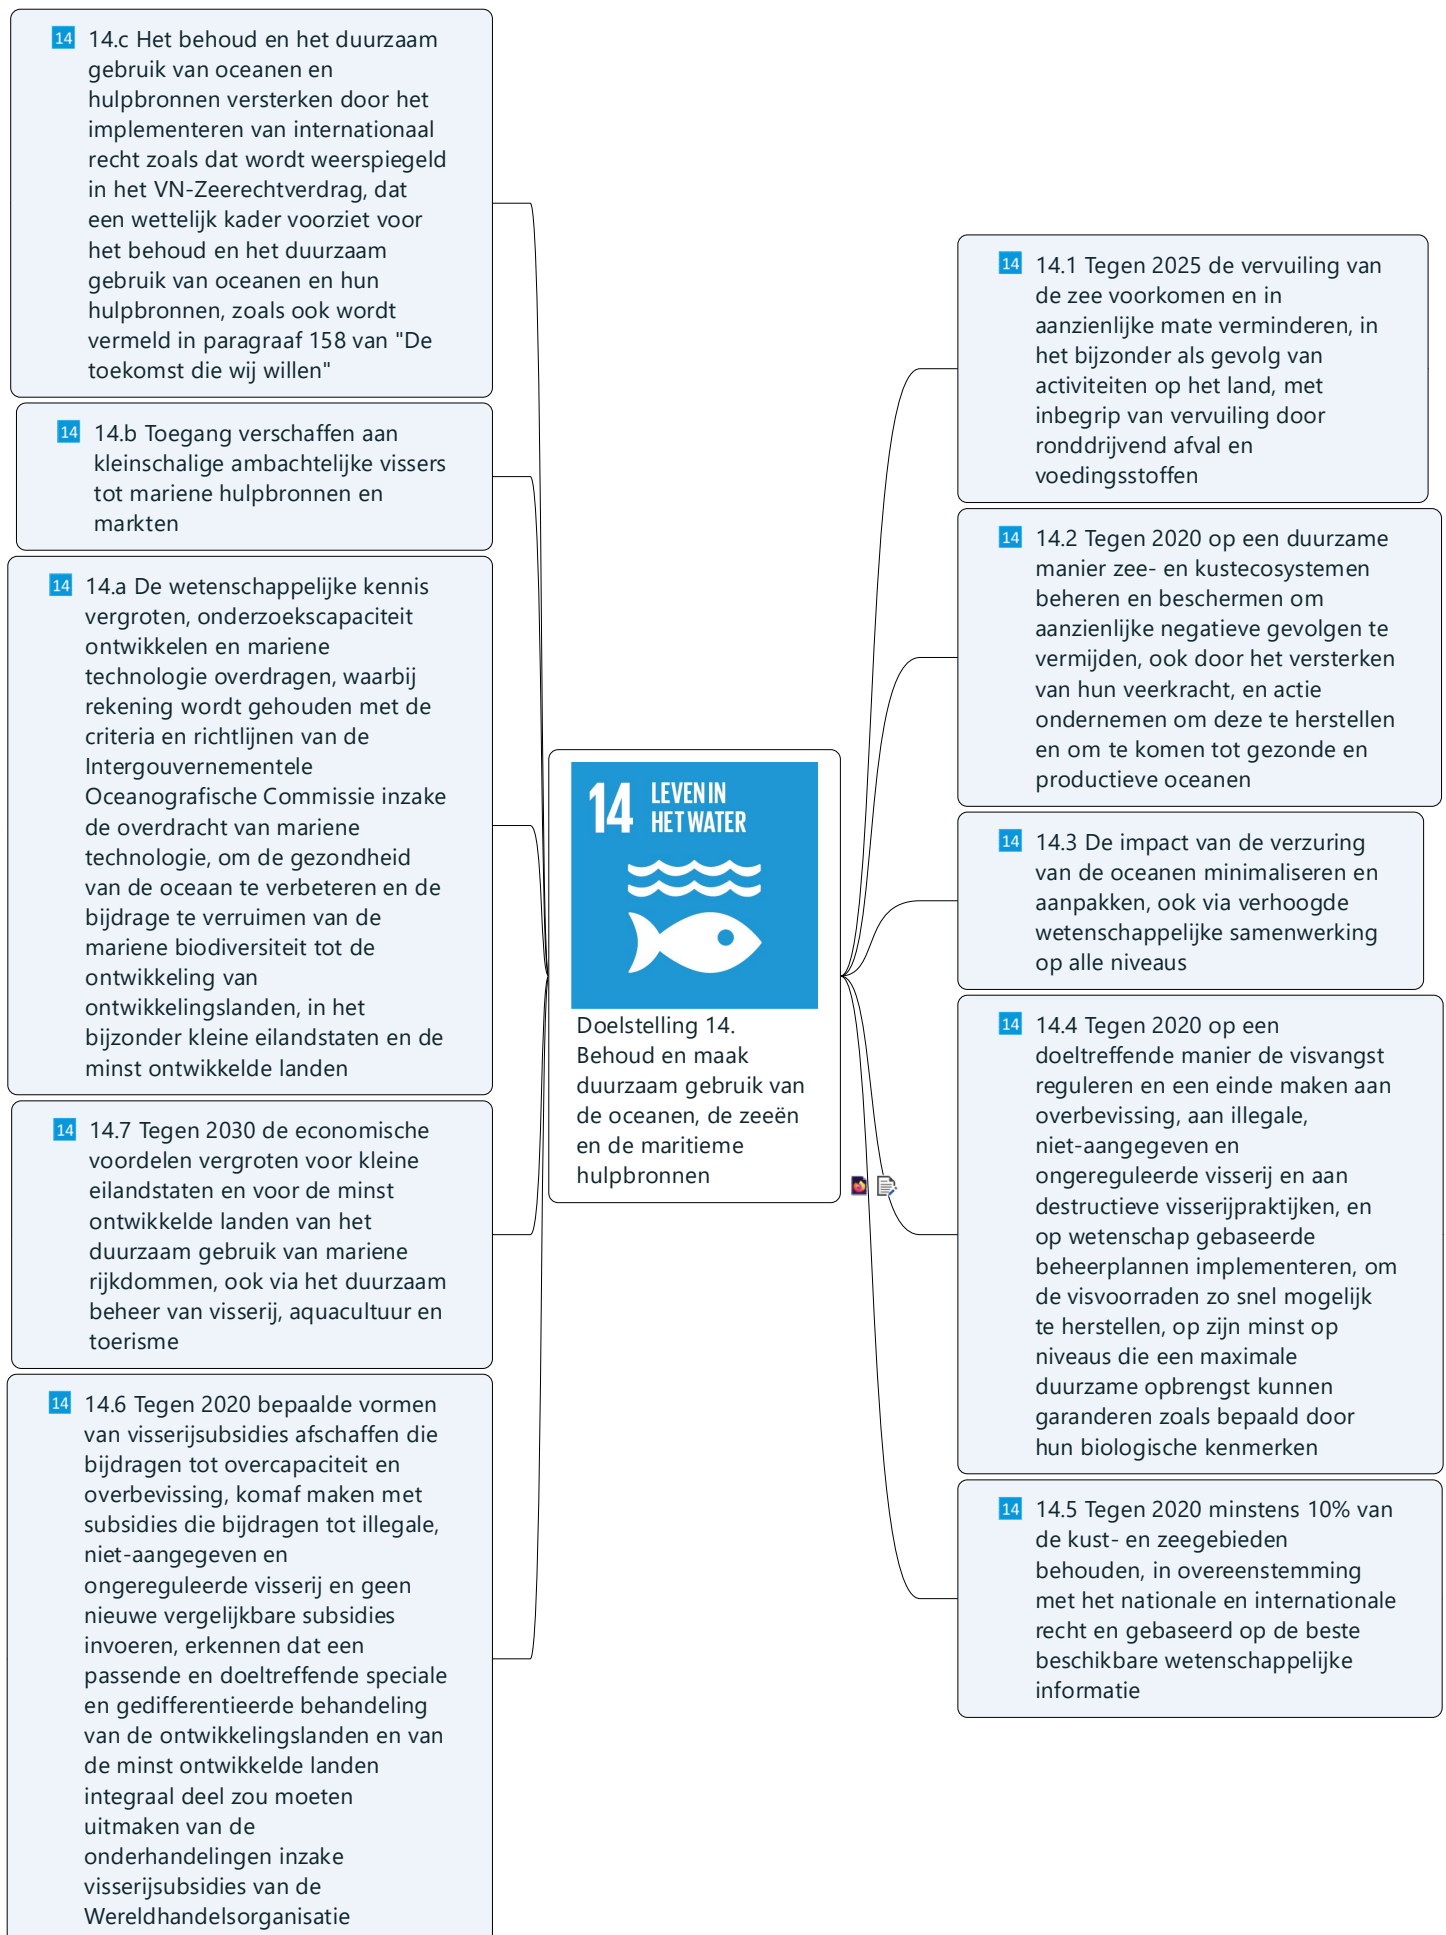 14 14.c Het behoud en het duurzaam
gebruik van oceanen en
hulpbronnen versterken door het
implementeren van internationaal
recht zoals dat wordt weerspiegeld
in het VN-Zeerechtverdrag, dat
een wettelijk kader voorziet voor
het behoud en het duurzaam
gebruik van oceanen en hun
hulpbronnen, zoals ook wordt
vermeld in paragraaf 158 van "De
toekomst die wij willen"
14 14.b Toegang verschaffen aan
kleinschalige ambachtelijke vissers
tot mariene hulpbronnen en
markten
14 14.a De wetenschappelijke kennis
vergroten, onderzoekscapaciteit
ontwikkelen en mariene
technologie overdragen, waarbij
rekening wordt gehouden met de
criteria en richtlijnen van de
Intergouvernementele
Oceanografische Commissie inzake
de overdracht van mariene
technologie, om de gezondheid
van de oceaan te verbeteren en de
bijdrage te verruimen van de
mariene biodiversiteit tot de
ontwikkeling van
ontwikkelingslanden, in het
bijzonder kleine eilandstaten en de
minst ontwikkelde landen
14 14.7 Tegen 2030 de economische
voordelen vergroten voor kleine
eilandstaten en voor de minst
ontwikkelde landen van het
duurzaam gebruik van mariene
rijkdommen, ook via het duurzaam
beheer van visserij, aquacultuur en
toerisme
14 14.6 Tegen 2020 bepaalde vormen
van visserijsubsidies afschaffen die
bijdragen tot overcapaciteit en
overbevissing, komaf maken met
subsidies die bijdragen tot illegale,
niet-aangegeven en
ongereguleerde visserij en geen
nieuwe vergelijkbare subsidies
invoeren, erkennen dat een
passende en doeltreffende speciale
en gedifferentieerde behandeling
van de ontwikkelingslanden en van
de minst ontwikkelde landen
integraal deel zou moeten
uitmaken van de
onderhandelingen inzake
visserijsubsidies van de
Wereldhandelsorganisatie
14 LEVEN IN
HET WATER
Doelstelling 14.
Behoud en maak
duurzaam gebruik van
de oceanen, de zeeën
en de maritieme
hulpbronnen
14 14.1 Tegen 2025 de vervuiling van
de zee voorkomen en in
aanzienlijke mate verminderen, in
het bijzonder als gevolg van
activiteiten op het land, met
inbegrip van vervuiling door
ronddrijvend afval en
voedingsstoffen
14 14.2 Tegen 2020 op een duurzame
manier zee- en kustecosystemen
beheren en beschermen om
aanzienlijke negatieve gevolgen te
vermijden, ook door het versterken
van hun veerkracht, en actie
ondernemen om deze te herstellen
en om te komen tot gezonde en
productieve oceanen
14 14.3 De impact van de verzuring
van de oceanen minimaliseren en
aanpakken, ook via verhoogde
wetenschappelijke samenwerking
op alle niveaus
14 14.4 Tegen 2020 op een
doeltreffende manier de visvangst
reguleren en een einde maken aan
overbevissing, aan illegale,
niet-aangegeven en
ongereguleerde visserij en aan
destructieve visserijpraktijken, en
op wetenschap gebaseerde
beheerplannen implementeren, om
de visvoorraden zo snel mogelijk
te herstellen, op zijn minst op
niveaus die een maximale
duurzame opbrengst kunnen
garanderen zoals bepaald door
hun biologische kenmerken
14 14.5 Tegen 2020 minstens 10% van
de kust- en zeegebieden
behouden, in overeenstemming
met het nationale en internationale
recht en gebaseerd op de beste
beschikbare wetenschappelijke
informatie